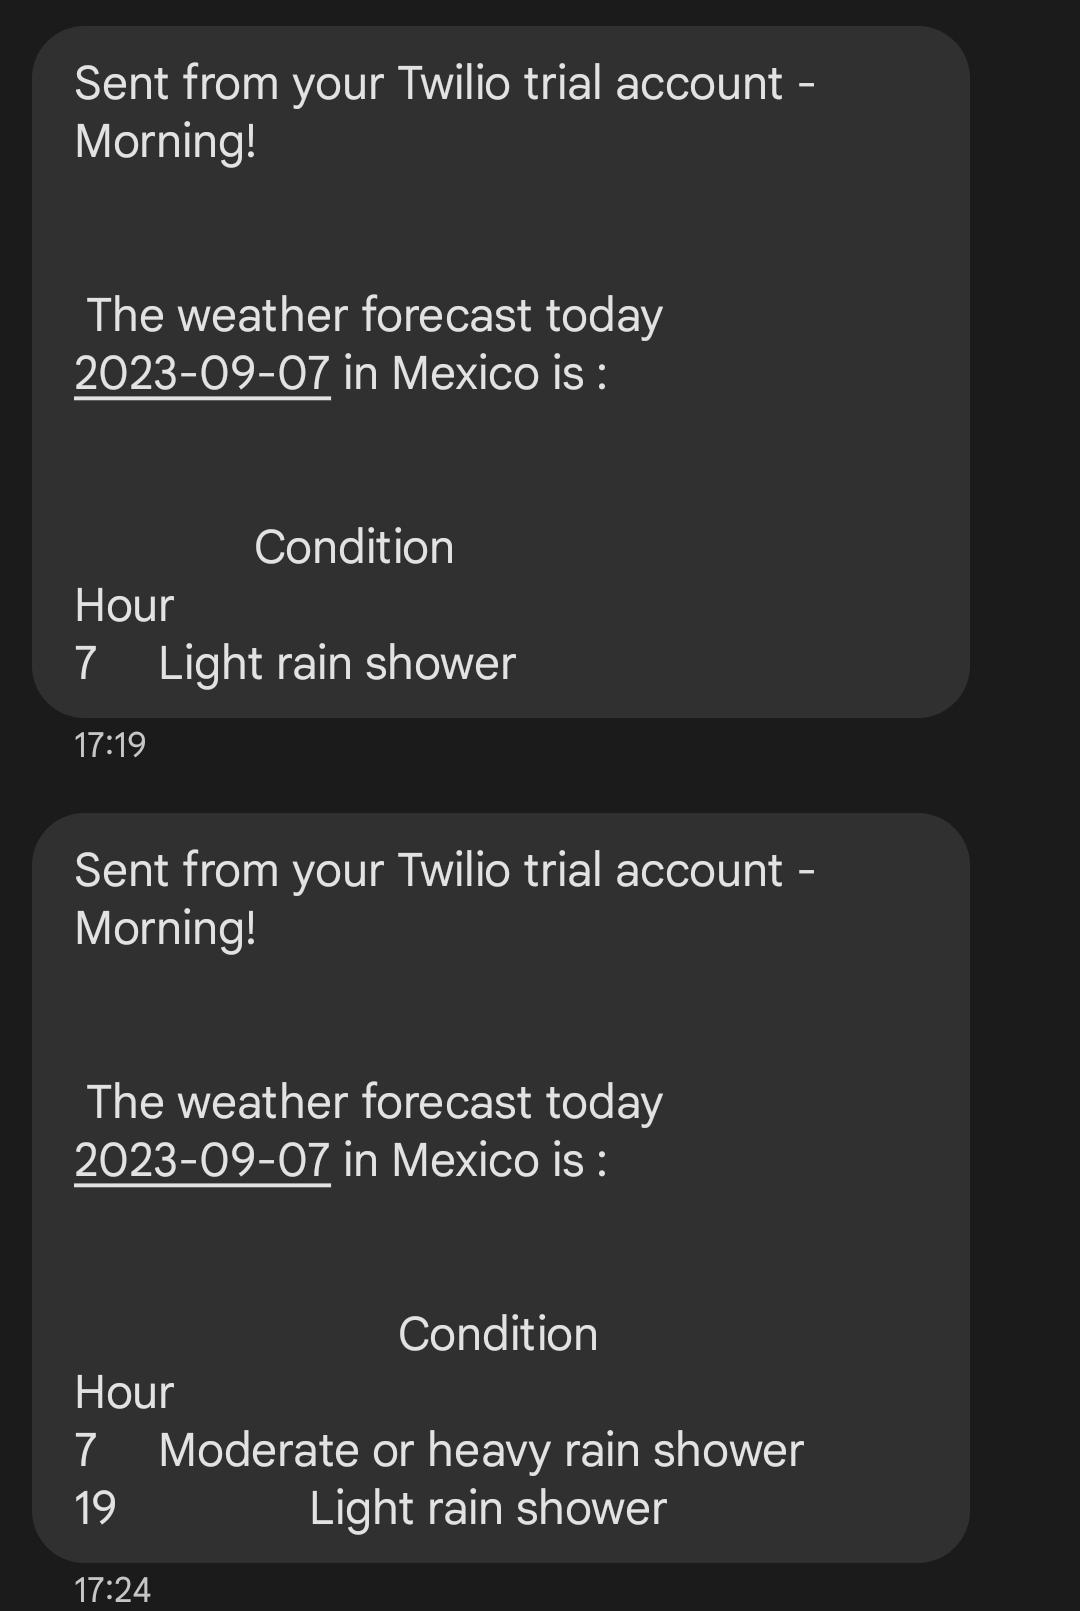 Sent from your Twilio trial account -
Morning!
The weather forecast today
2023-09-07 in Mexico is :
Condition
Hour
7 Light rain shower
17:19
Sent from your Twilio trial account -
Morning!
The weather forecast today
2023-09-07 in Mexico is :
Condition
Hour
7 Moderate or heavy rain shower
19 Light rain shower
17:24